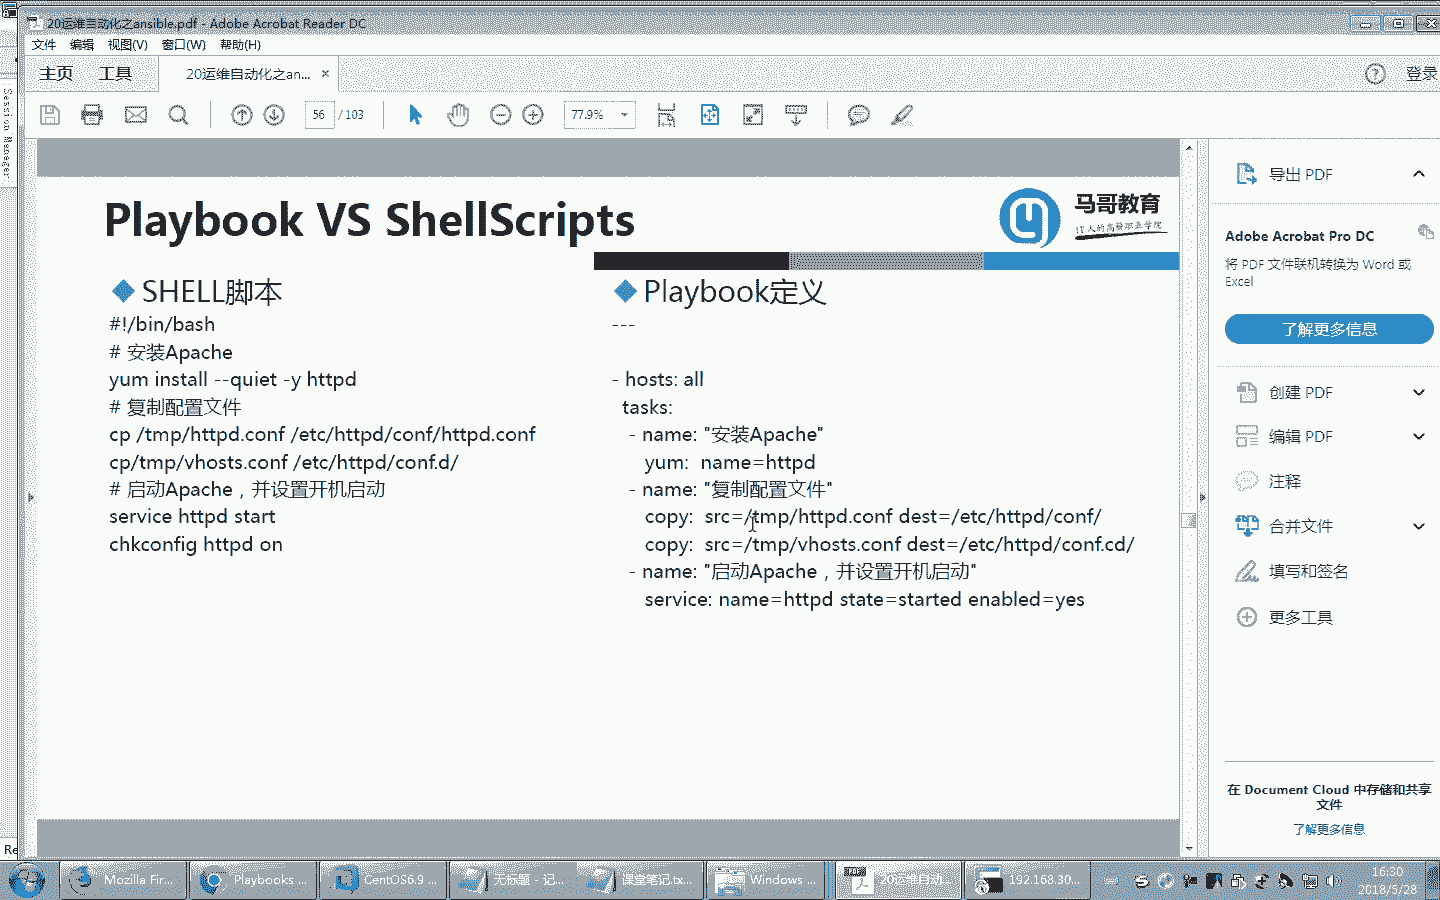 20运维自动化之ansible.pdf - Adobe Acrobat Reader DC
文件 编辑 视图(V) 窗口(W) 帮助(H)
主页 工具 20运维自动化之an... × 登录
56 / 103 77.9%
Session Manager
Playbook VS ShellScripts
马哥教育
IT人的高薪职业学院
SHELL脚本
#!/bin/bash
# 安装Apache
yum install --quiet -y httpd
# 复制配置文件
cp /tmp/httpd.conf /etc/httpd/conf/httpd.conf
cp/tmp/vhosts.conf /etc/httpd/conf.d/
# 启动Apache，并设置开机启动
service httpd start
chkconfig httpd on
Playbook定义
---
- hosts: all
tasks:
- name: "安装Apache"
yum: name=httpd
- name: "复制配置文件"
copy: src=/tmp/httpd.conf dest=/etc/httpd/conf/
copy: src=/tmp/vhosts.conf dest=/etc/httpd/conf.cd/
- name: "启动Apache，并设置开机启动"
service: name=httpd state=started enabled=yes
导出 PDF
Adobe Acrobat Pro DC
将 PDF 文件联机转换为 Word 或
Excel
了解更多信息
创建 PDF
编辑 PDF
注释
合并文件
填写和签名
更多工具
在 Document Cloud 中存储和共享
文件
了解更多信息
Re
Mozilla Fir... Playbooks ... CentOS6.9 ... 无标题 - 记... 课堂笔记.tx... Windows ... 20运维自动... 192.168.30...
16:30
2018/5/28